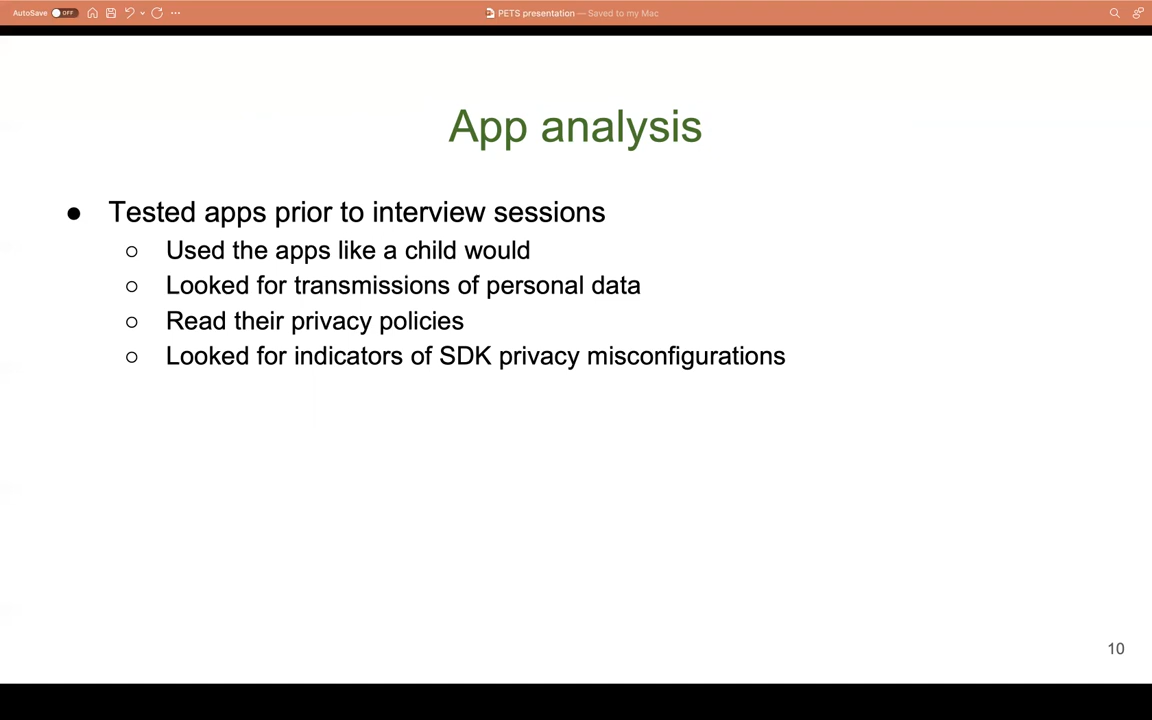 AutoSave OFF PETS presentation — Saved to my Mac
App analysis
● Tested apps prior to interview sessions
○ Used the apps like a child would
○ Looked for transmissions of personal data
○ Read their privacy policies
○ Looked for indicators of SDK privacy misconfigurations
10